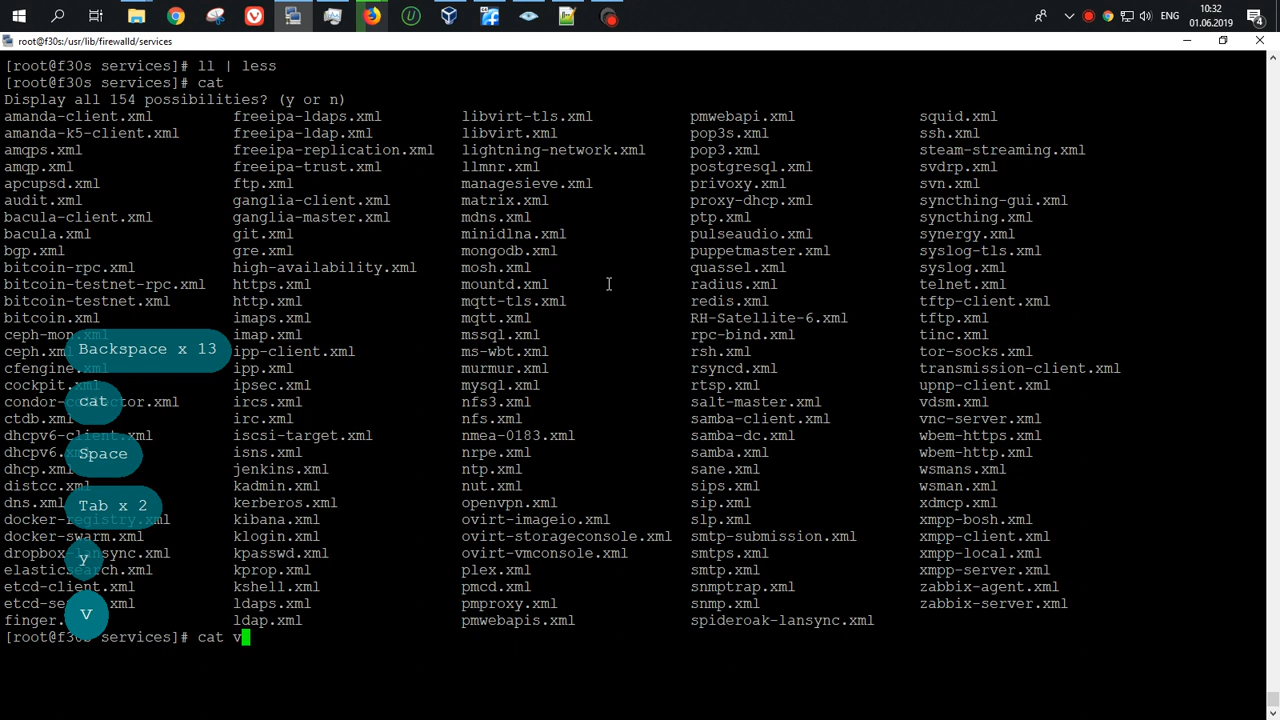 ENG
10:32
01.06.2019
4
root@f30s:/usr/lib/firewalld/services
[root@f30s services]# ll | less
[root@f30s services]# cat
Display all 154 possibilities? (y or n)
amanda-client.xml freeipa-ldaps.xml libvirt-tls.xml pmwebapi.xml squid.xml
amanda-k5-client.xml freeipa-ldap.xml libvirt.xml pop3s.xml ssh.xml
amqps.xml freeipa-replication.xml lightning-network.xml pop3.xml steam-streaming.xml
amqp.xml freeipa-trust.xml llmnr.xml postgresql.xml svdrp.xml
apcupsd.xml ftp.xml managesieve.xml privoxy.xml svn.xml
audit.xml ganglia-client.xml matrix.xml proxy-dhcp.xml syncthing-gui.xml
bacula-client.xml ganglia-master.xml mdns.xml ptp.xml syncthing.xml
bacula.xml git.xml minidlna.xml pulseaudio.xml synergy.xml
bgp.xml gre.xml mongodb.xml puppetmaster.xml syslog-tls.xml
bitcoin-rpc.xml high-availability.xml mosh.xml quassel.xml syslog.xml
bitcoin-testnet-rpc.xml https.xml mountd.xml radius.xml telnet.xml
bitcoin-testnet.xml http.xml mqtt-tls.xml redis.xml tftp-client.xml
bitcoin.xml imaps.xml mqtt.xml RH-Satellite-6.xml tftp.xml
ceph-mon.xml imap.xml mssql.xml rpc-bind.xml tinc.xml
Backspace x 13
ceph.xml ipp-client.xml ms-wbt.xml rsh.xml tor-socks.xml
cfengine.xml ipp.xml murmur.xml rsyncd.xml transmission-client.xml
cockpit.xml ipsec.xml mysql.xml rtsp.xml upnp-client.xml
cat
condor-collector.xml ircs.xml nfs3.xml salt-master.xml vdsm.xml
ctdb.xml irc.xml nfs.xml samba-client.xml vnc-server.xml
dhcpv6-client.xml iscsi-target.xml nmea-0183.xml samba-dc.xml wbem-https.xml
Space
dhcpv6.xml isns.xml nrpe.xml samba.xml wbem-http.xml
dhcp.xml jenkins.xml ntp.xml sane.xml wsmans.xml
distcc.xml kadmin.xml nut.xml sips.xml wsman.xml
Tab x 2
dns.xml kerberos.xml openvpn.xml sip.xml xdmcp.xml
docker-registry.xml kibana.xml ovirt-imageio.xml slp.xml xmpp-bosh.xml
docker-swarm.xml klogin.xml ovirt-storageconsole.xml smtp-submission.xml xmpp-client.xml
dropbox-lansync.xml kpasswd.xml ovirt-vmconsole.xml smtps.xml xmpp-local.xml
y
elasticsearch.xml kprop.xml plex.xml smtp.xml xmpp-server.xml
etcd-client.xml kshell.xml pmcd.xml snmptrap.xml zabbix-agent.xml
etcd-se xml ldaps.xml pmproxy.xml snmp.xml zabbix-server.xml
v
finger. ldap.xml pmwebapis.xml spideroak-lansync.xml
[root@f30s services]# cat v